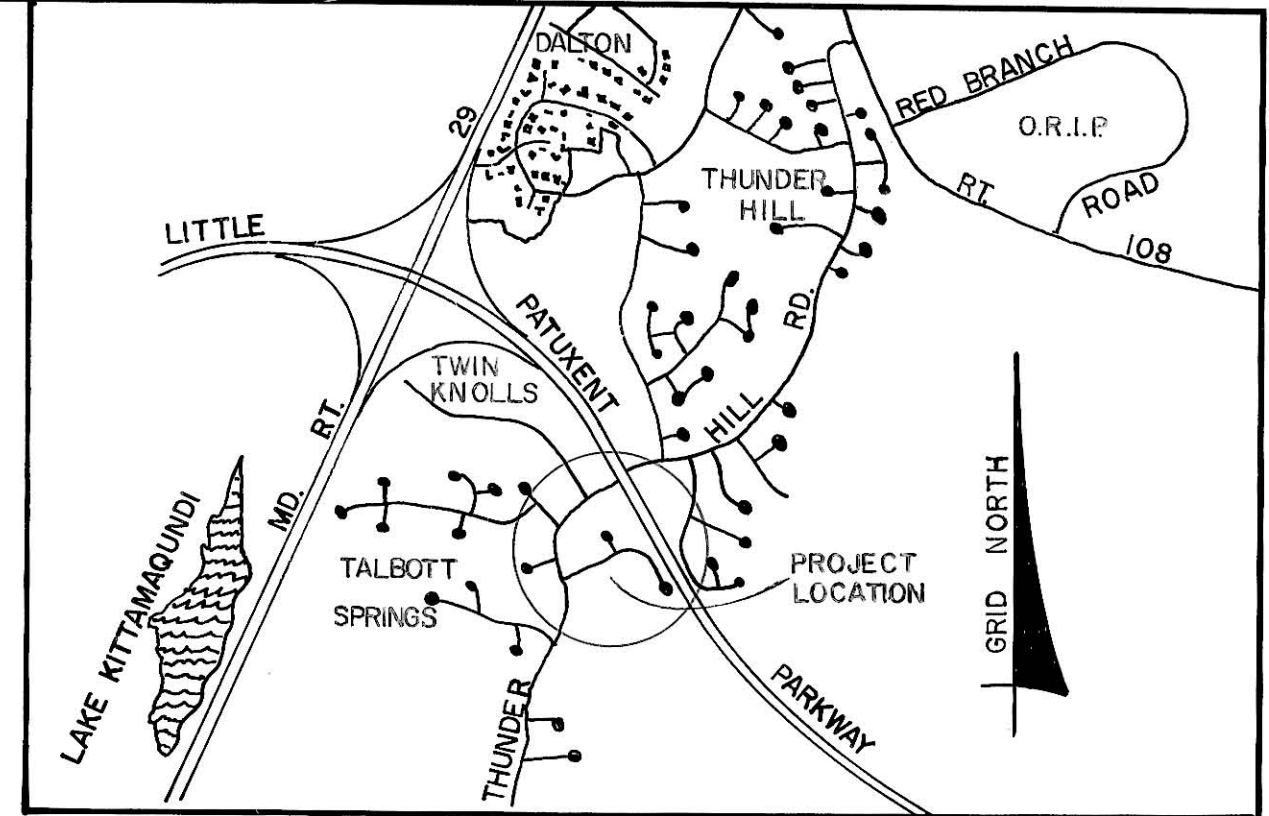 DALTON
29
RED BRANCH
O.R.I.P.
ROAD
THUNDER
HILL
RT.
108
LITTLE
PATUXENT
PARKWAY
RD.
HILL
THUNDER
TWIN
KNOLLS
MD.
RT.
LAKE KITTAMAQUNDI
TALBOTT
SPRINGS
PROJECT
LOCATION
GRID NORTH